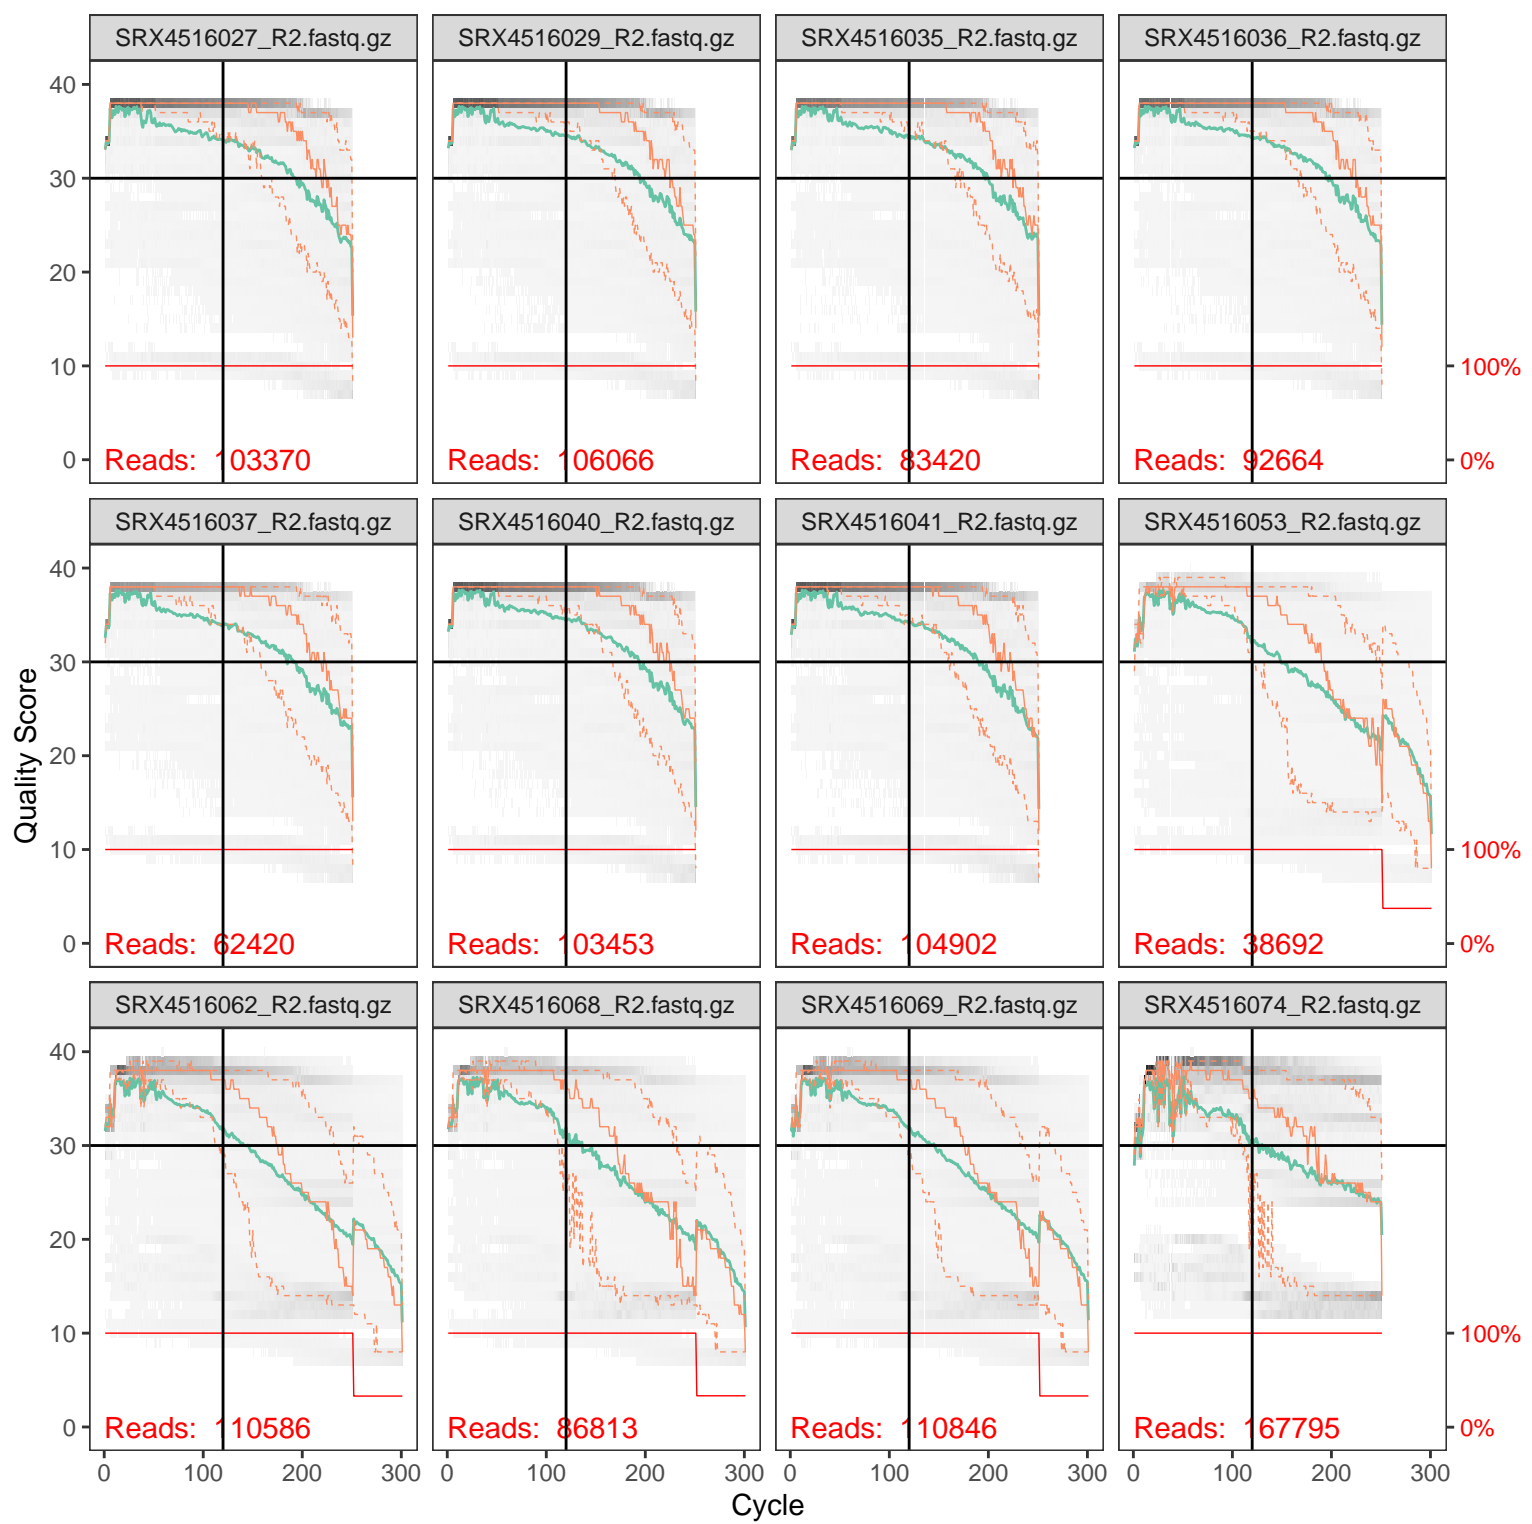 SRX4516027_R2.fastq.gz SRX4516029_R2.fastq.gz SRX4516035_R2.fastq.gz SRX4516036_R2.fastq.gz
40
30
20
10 100%
0 Reads: 103370 Reads: 106066 Reads: 83420 Reads: 92664 0%
SRX4516037_R2.fastq.gz SRX4516040_R2.fastq.gz SRX4516041_R2.fastq.gz SRX4516053_R2.fastq.gz
40
30
20
10 100%
0 Reads: 62420 Reads: 103453 Reads: 104902 Reads: 38692 0%
Quality Score
SRX4516062_R2.fastq.gz SRX4516068_R2.fastq.gz SRX4516069_R2.fastq.gz SRX4516074_R2.fastq.gz
40
30
20
10 100%
0 Reads: 110586 Reads: 86813 Reads: 110846 Reads: 167795 0%
0 100 200 300 0 100 200 300 0 100 200 300 0 100 200 300
Cycle